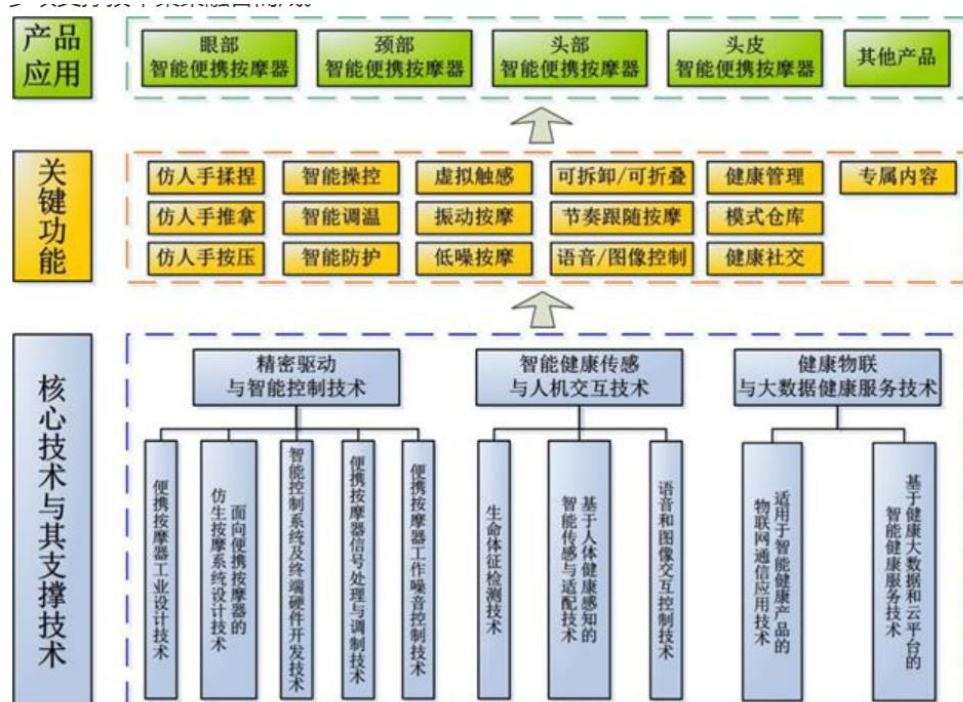 产品
应用
眼部
智能便携按摩器
颈部
智能便携按摩器
头部
智能便携按摩器
头皮
智能便携按摩器
其他产品
关键功能
仿人手揉捏
智能操控
虚拟触感
可拆卸/可折叠
健康管理
专属内容
仿人手推拿
智能调温
振动按摩
节奏跟随按摩
模式仓库
仿人手按压
智能防护
低噪按摩
语音/图像控制
健康社交
核心技术与其支撑技术
精密驱动
与智能控制技术
智能健康传感
与人机交互技术
健康物联
与大数据健康服务技术
便携按摩器工业设计技术
面向便携按摩器的
仿生按摩系统设计技术
智能控制系统及终端硬件开发技术
便携按摩器信号处理与调制技术
便携按摩器工作噪音控制技术
生命体征检测技术
基于人体健康感知的
智能传感与适配技术
语音和图像交互控制技术
适用于智能健康产品的
物联网通信应用技术
基于健康大数据和云平台的
智能健康服务技术